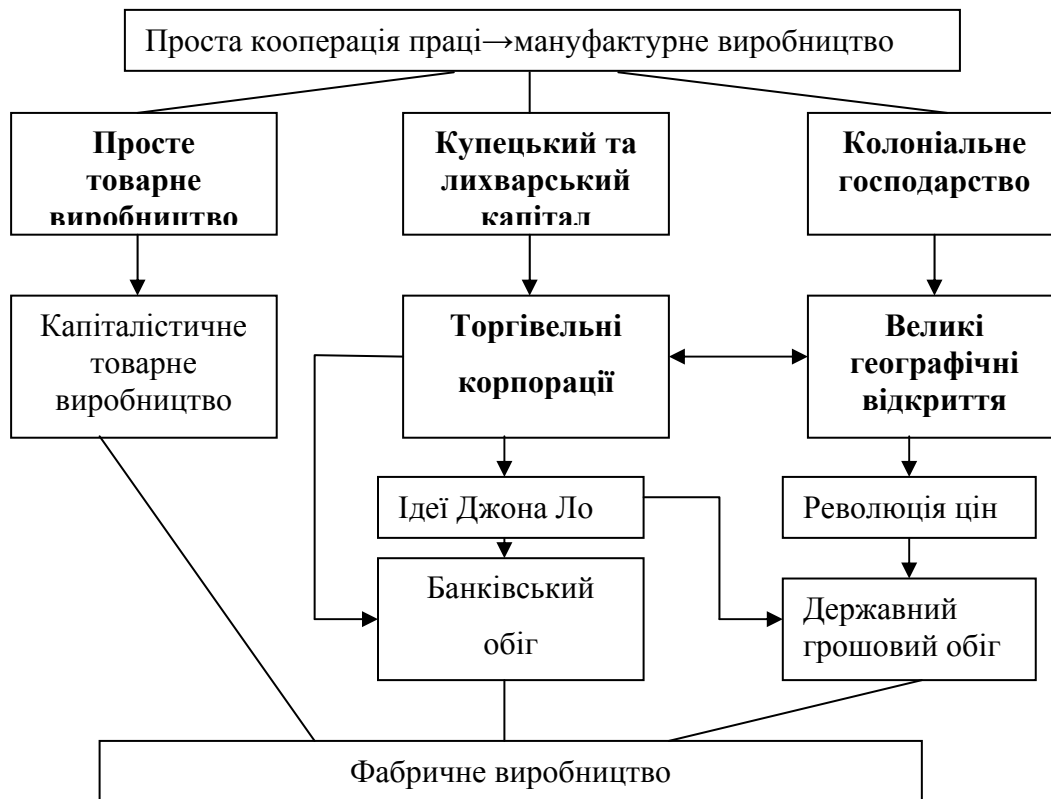 Проста кооперація праці→мануфактурне виробництво
Просте
товарне
виробництво
Купецький та
лихварський
капітал
Колоніальне
господарство
Капіталістичне
товарне
виробництво
Торгівельні
корпорації
Великі
географічні
відкриття
Ідеї Джона Ло
Революція цін
Банківський
обіг
Державний
грошовий обіг
Фабричне виробництво